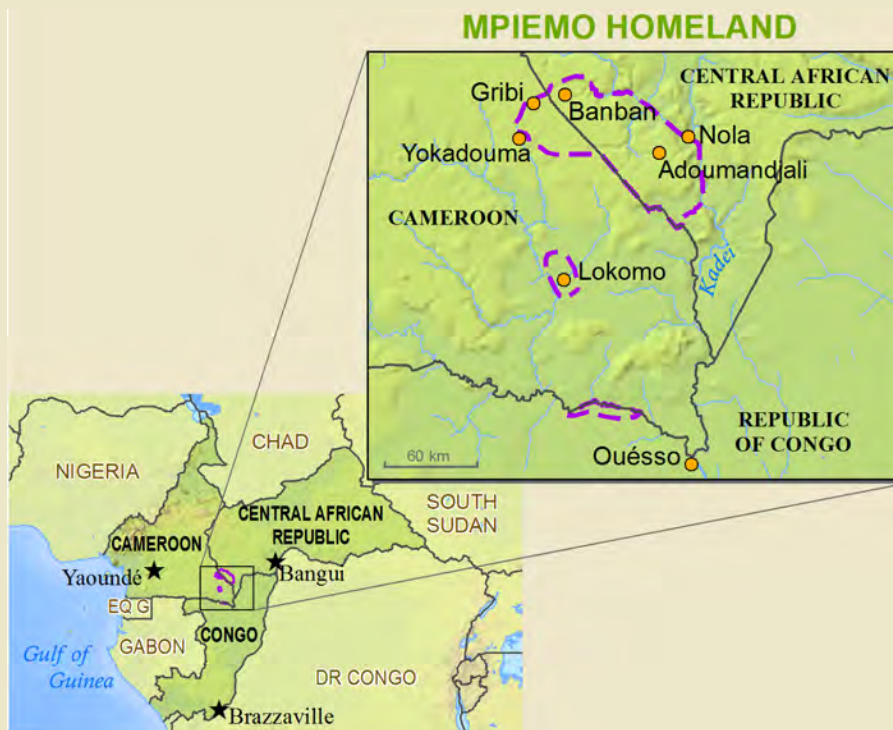 MPIEMO HOMELAND
CENTRAL AFRICAN
REPUBLIC
Gribi
Banban
Nola
Yokadouma
Adoumandjali
CAMEROON
Kadei
Lokomo
REPUBLIC
OF CONGO
60 km
Ouésso
CHAD
NIGERIA
SOUTH
SUDAN
CENTRAL AFRICAN
REPUBLIC
CAMEROON
Yaoundé
Bangui
EQ G
CONGO
GABON
Gulf of
Guinea
DR CONGO
Brazzaville